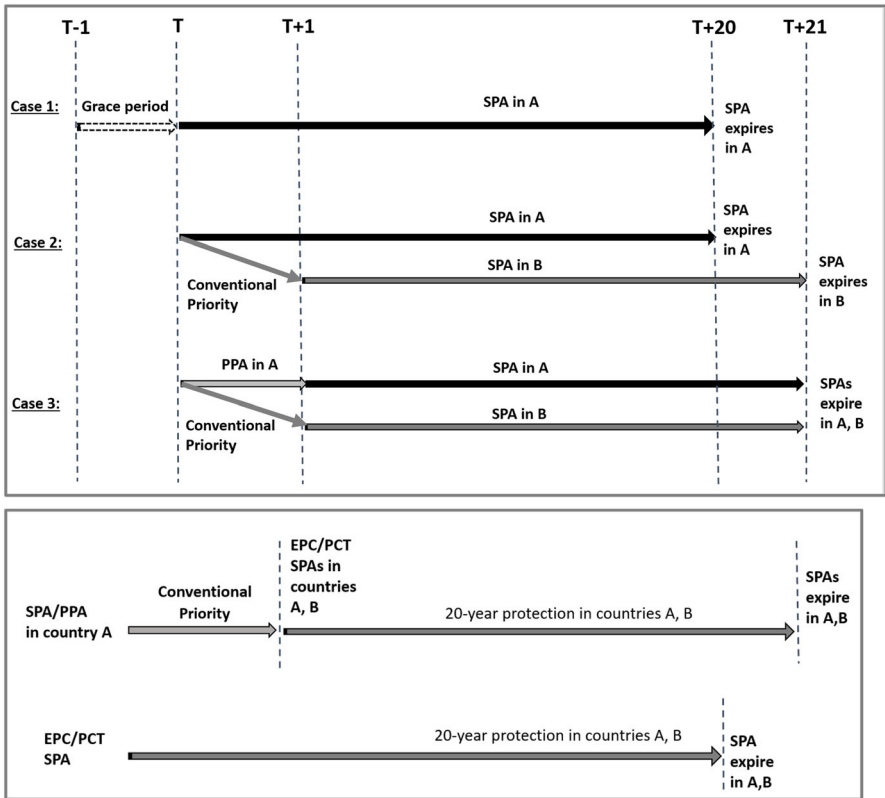 T-1
T
T+1
T+20
T+21
Case 1:
Grace period
SPA in A
SPA
expires
in A
Case 2:
SPA in A
SPA
expires
in A
Conventional
Priority
SPA in B
SPA
expires
in B
Case 3:
PPA in A
SPA in A
Conventional
Priority
SPA in B
SPAs
expire
in A, B
SPA/PPA
in country A
Conventional
Priority
EPC/PCT
SPAs in
countries
A, B
20-year protection in countries A, B
SPAs
expire
in A,B
EPC/PCT
SPA
20-year protection in countries A, B
SPA
expire
in A,B